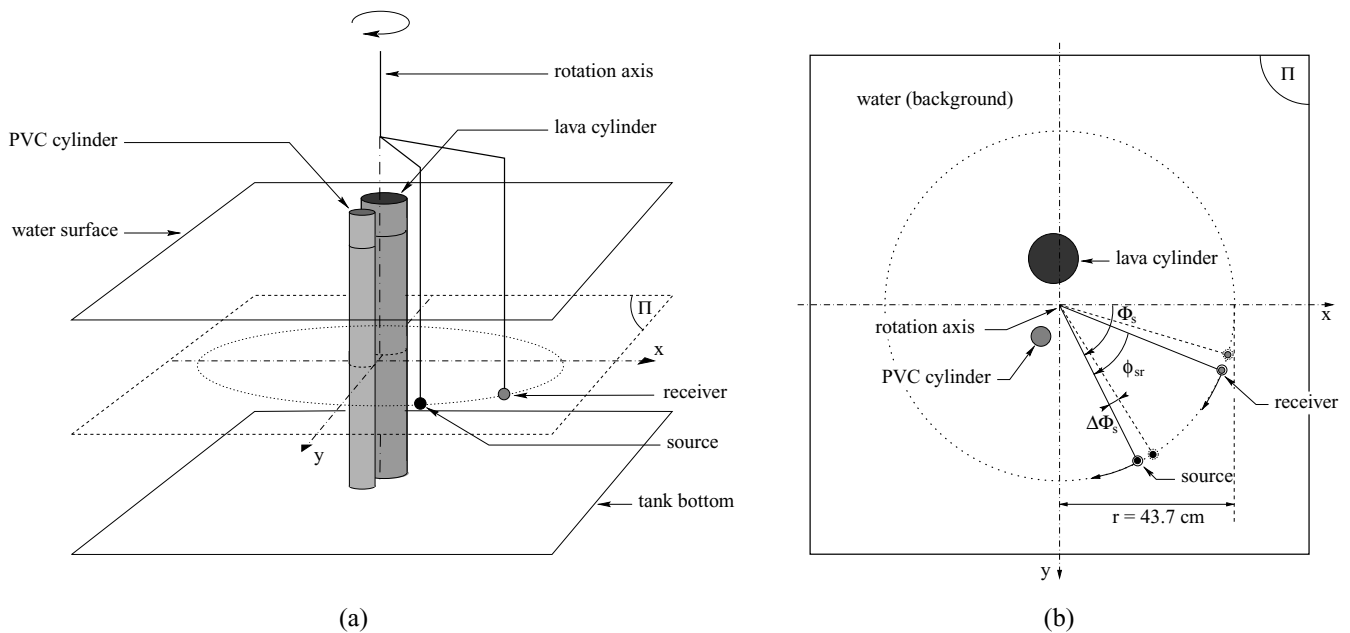 rotation axis
lava cylinder
PVC cylinder
water surface
Π
x
receiver
source
y
tank bottom
(a)
Π
water (background)
lava cylinder
x
rotation axis
Φs
PVC cylinder
ϕsr
receiver
ΔΦs
source
r = 43.7 cm
y
(b)